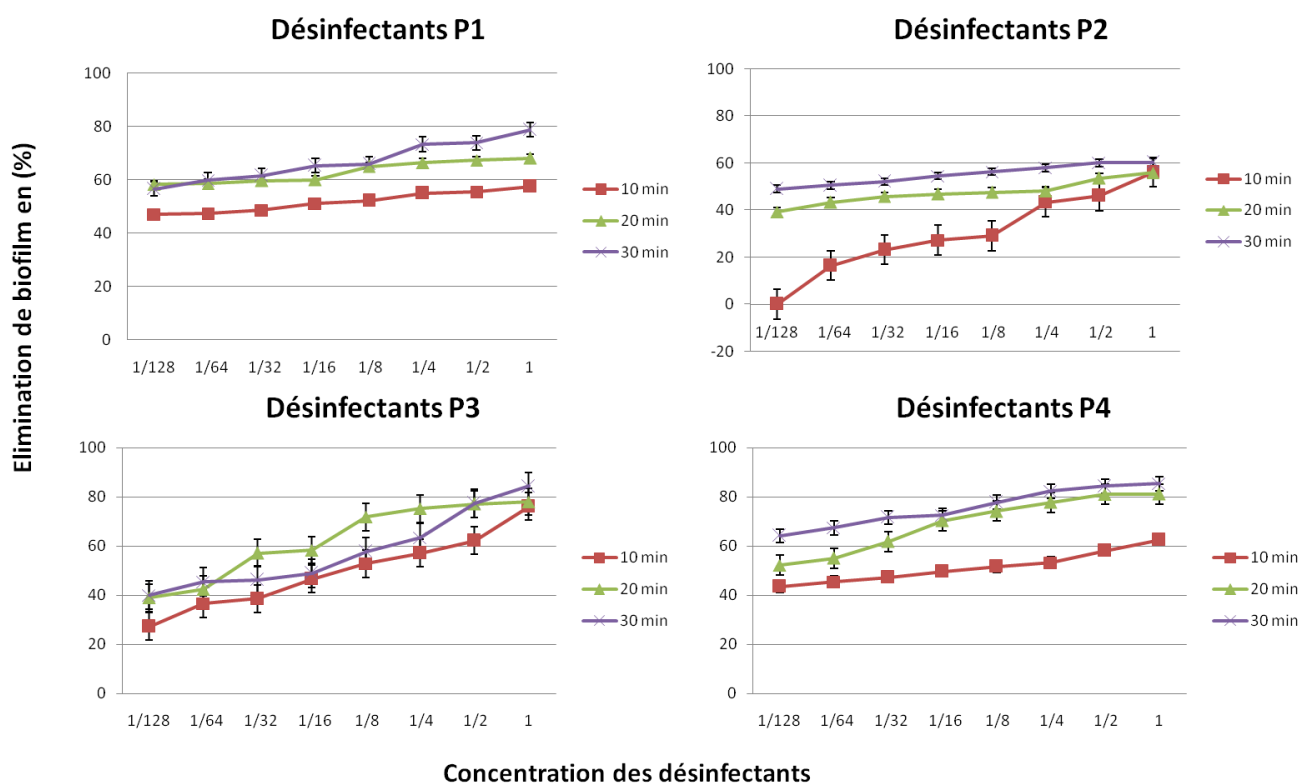 Désinfectants P1
Désinfectants P2
Elimination de biofilm en (%)
100
80
60
40
20
0
1/128 1/64 1/32 1/16 1/8 1/4 1/2 1
10 min
20 min
30 min
100
80
60
40
20
0
-20
1/128 1/64 1/32 1/16 1/8 1/4 1/2 1
10 min
20 min
30 min
Désinfectants P3
Désinfectants P4
100
80
60
40
20
0
1/128 1/64 1/32 1/16 1/8 1/4 1/2 1
10 min
20 min
30 min
100
80
60
40
20
0
1/128 1/64 1/32 1/16 1/8 1/4 1/2 1
10 min
20 min
30 min
Concentration des désinfectants